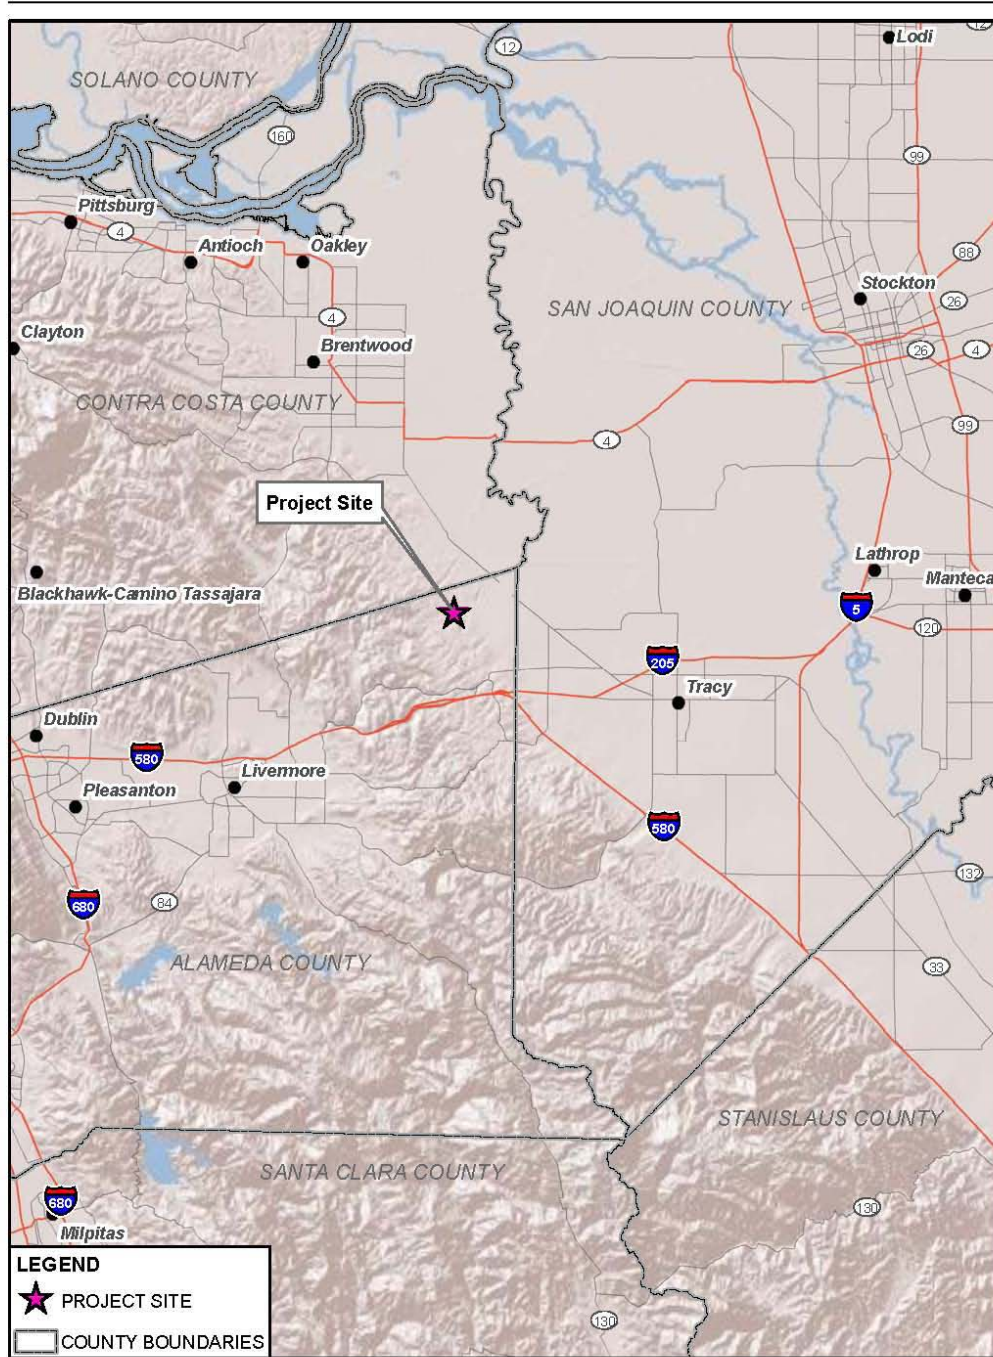 12
Lodi
12
SOLANO COUNTY
160
99
Pittsburg
4
Antioch
Oakley
88
Stockton
26
SAN JOAQUIN COUNTY
4
Clayton
Brentwood
26
4
CONTRA COSTA COUNTY
99
4
Project Site
Lathrop
Manteca
Blackhawk-Camino Tassajara
5
120
205
Tracy
Dublin
580
Livermore
Pleasanton
580
132
680
84
ALAMEDA COUNTY
33
STANISLAUS COUNTY
SANTA CLARA COUNTY
680
130
Milpitas
LEGEND
PROJECT SITE
130
COUNTY BOUNDARIES